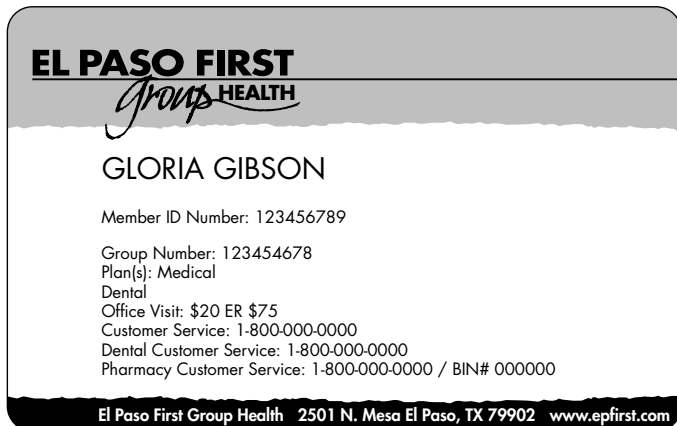 EL PASO FIRST
group HEALTH
GLORIA GIBSON
Member ID Number: 123456789
Group Number: 123454678
Plan(s): Medical
Dental
Office Visit: $20 ER $75
Customer Service: 1-800-000-0000
Dental Customer Service: 1-800-000-0000
Pharmacy Customer Service: 1-800-000-0000 / BIN# 000000
El Paso First Group Health 2501 N. Mesa El Paso, TX 79902 www.epfirst.com